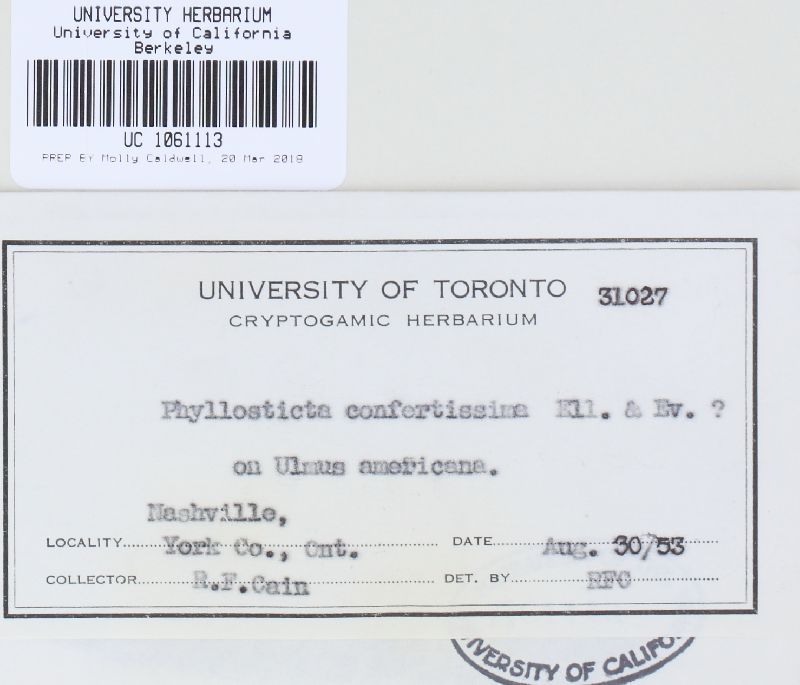 UNIVERSITY HERBARIUM
University of California
Berkeley
UC 1061113
PREP BY Molly Caldwell, 20 Mar 2018
UNIVERSITY OF TORONTO 31027
CRYPTOGAMIC HERBARIUM
Phyllosticta confertissima Ell. & Ev. ?
on Ulmus americana.
Nashville,
LOCALITY York Co., Ont. DATE Aug. 30/53
COLLECTOR R.F.Cain DET. BY RFC
VERSITY OF CALIFO